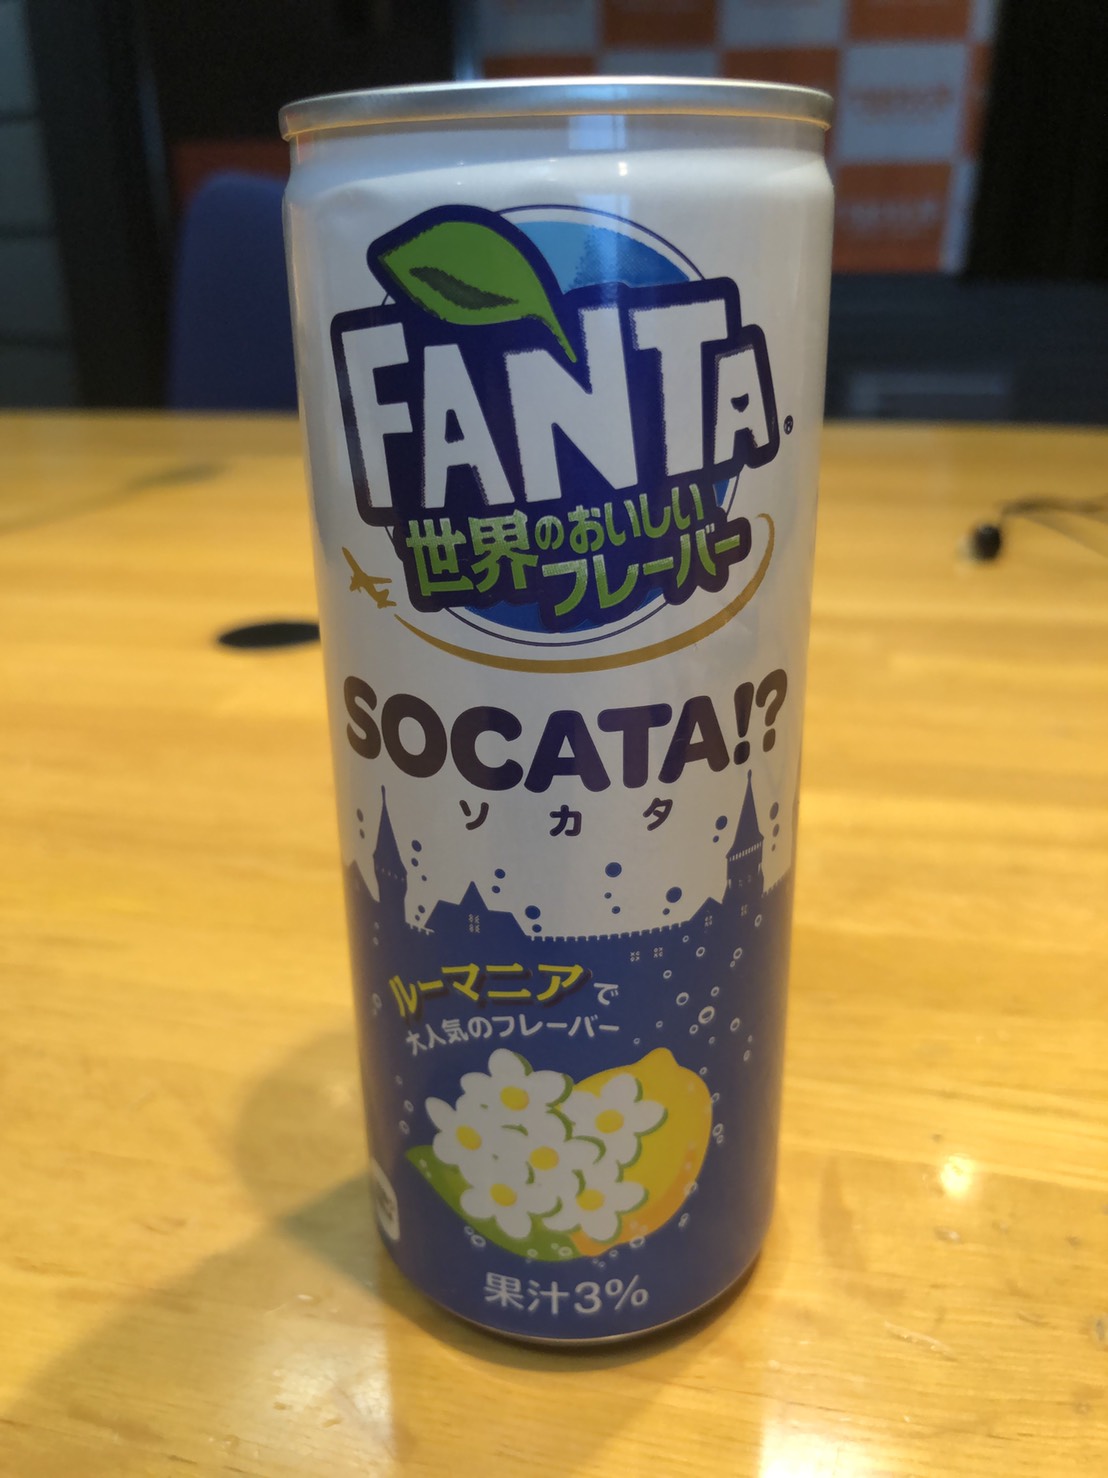 FANTA®
世界のおいしい
フレーバー
SOCATA!?
ソカタ
ルーマニアで
大人気のフレーバー
果汁3%